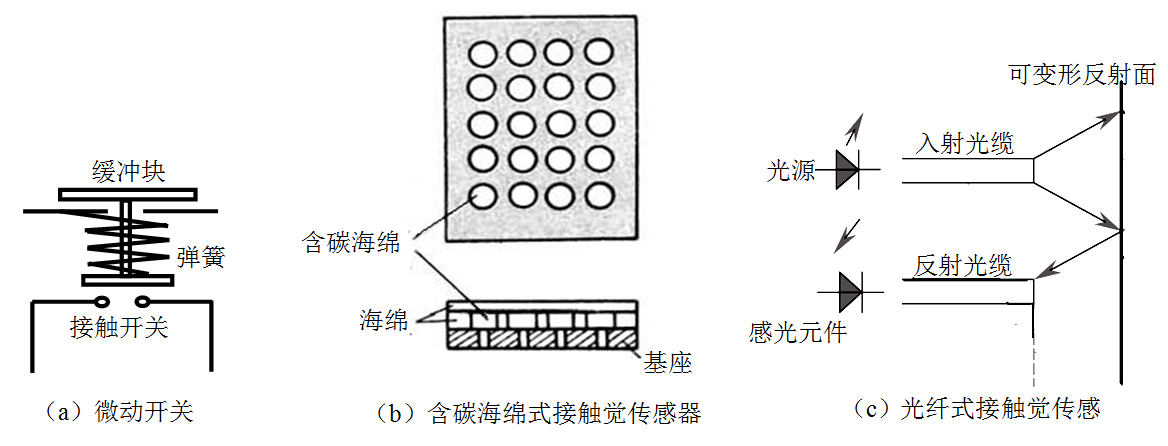 缓冲块
弹簧
接触开关
（a）微动开关
含碳海绵
海绵
基座
（b）含碳海绵式接触觉传感器
可变形反射面
入射光缆
光源
反射光缆
感光元件
（c）光纤式接触觉传感